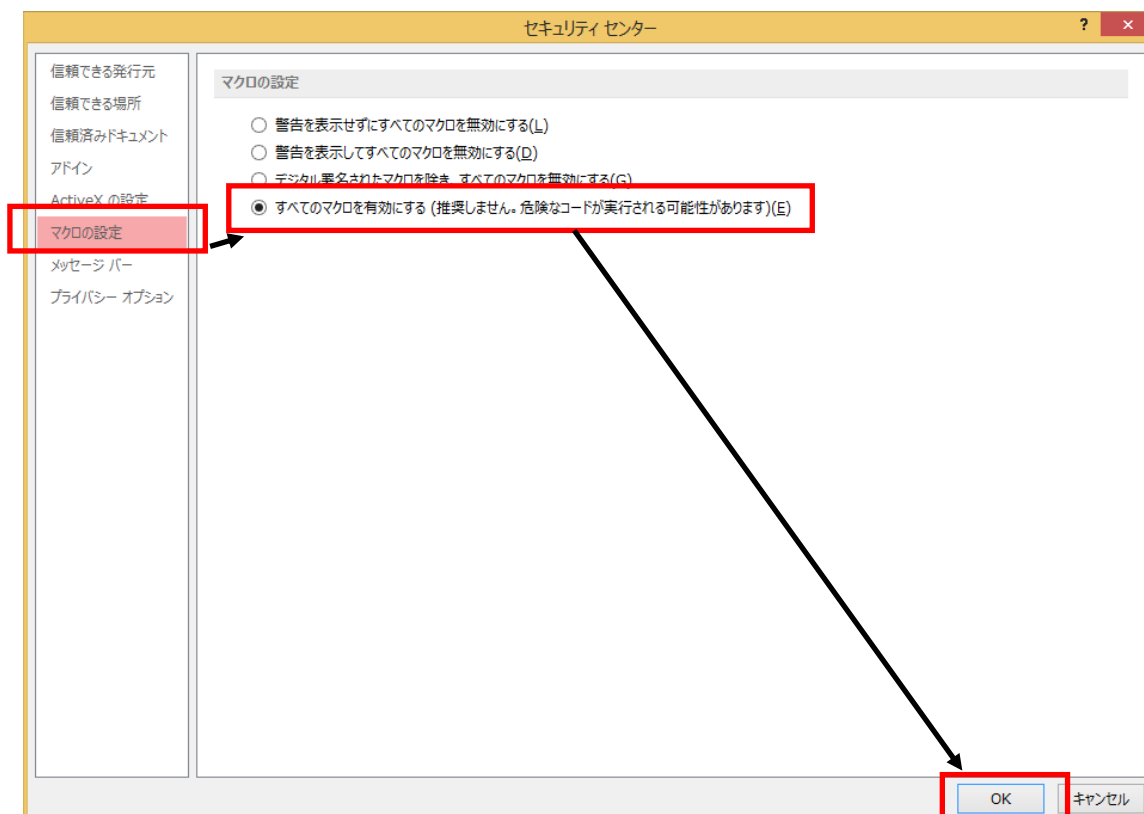 セキュリティ センター
? ×
信頼できる発行元
信頼できる場所
信頼済みドキュメント
アドイン
ActiveX の設定
マクロの設定
メッセージ バー
プライバシー オプション
マクロの設定
警告を表示せずにすべてのマクロを無効にする(L)
警告を表示してすべてのマクロを無効にする(D)
デジタル署名されたマクロを除き、すべてのマクロを無効にする(G)
すべてのマクロを有効にする (推奨しません。危険なコードが実行される可能性があります)(E)
OK
キャンセル